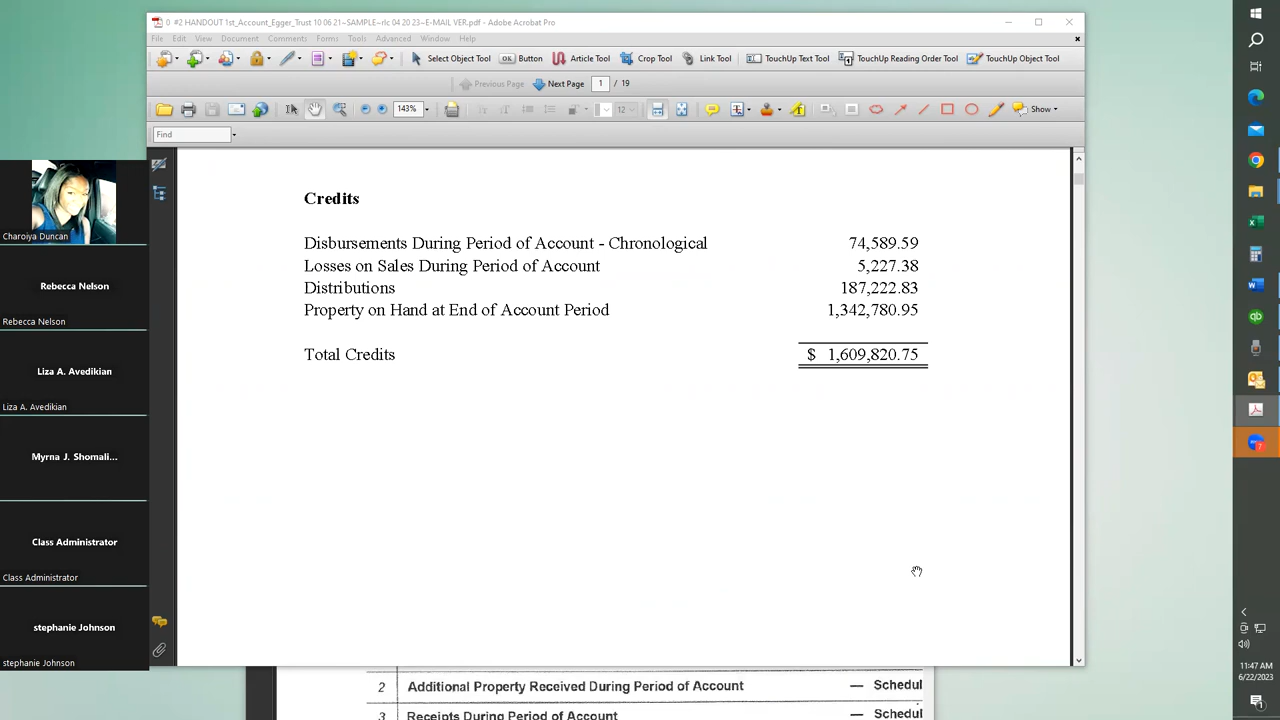 #2 HANDOUT 1st_Account_Egger_Trust 10 06 21~SAMPLE~rlc 04 20 23~E-MAIL VER.pdf - Adobe Acrobat Pro
File Edit View Document Comments Forms Tools Advanced Window Help
Select Object Tool OK Button Article Tool Crop Tool Link Tool TouchUp Text Tool TouchUp Reading Order Tool TouchUp Object Tool
Previous Page Next Page 1 / 19
143% 12 Show
Find
Credits
Disbursements During Period of Account - Chronological 74,589.59
Losses on Sales During Period of Account 5,227.38
Distributions 187,222.83
Property on Hand at End of Account Period 1,342,780.95
Total Credits $ 1,609,820.75
Charoiya Duncan
Rebecca Nelson
Rebecca Nelson
Liza A. Avedikian
Liza A. Avedikian
Myrna J. Shomali...
Class Administrator
Class Administrator
stephanie Johnson
stephanie Johnson
2 Additional Property Received During Period of Account — Schedul
3 Receipts During Period of Account — Schedul
11:47 AM
6/22/2023